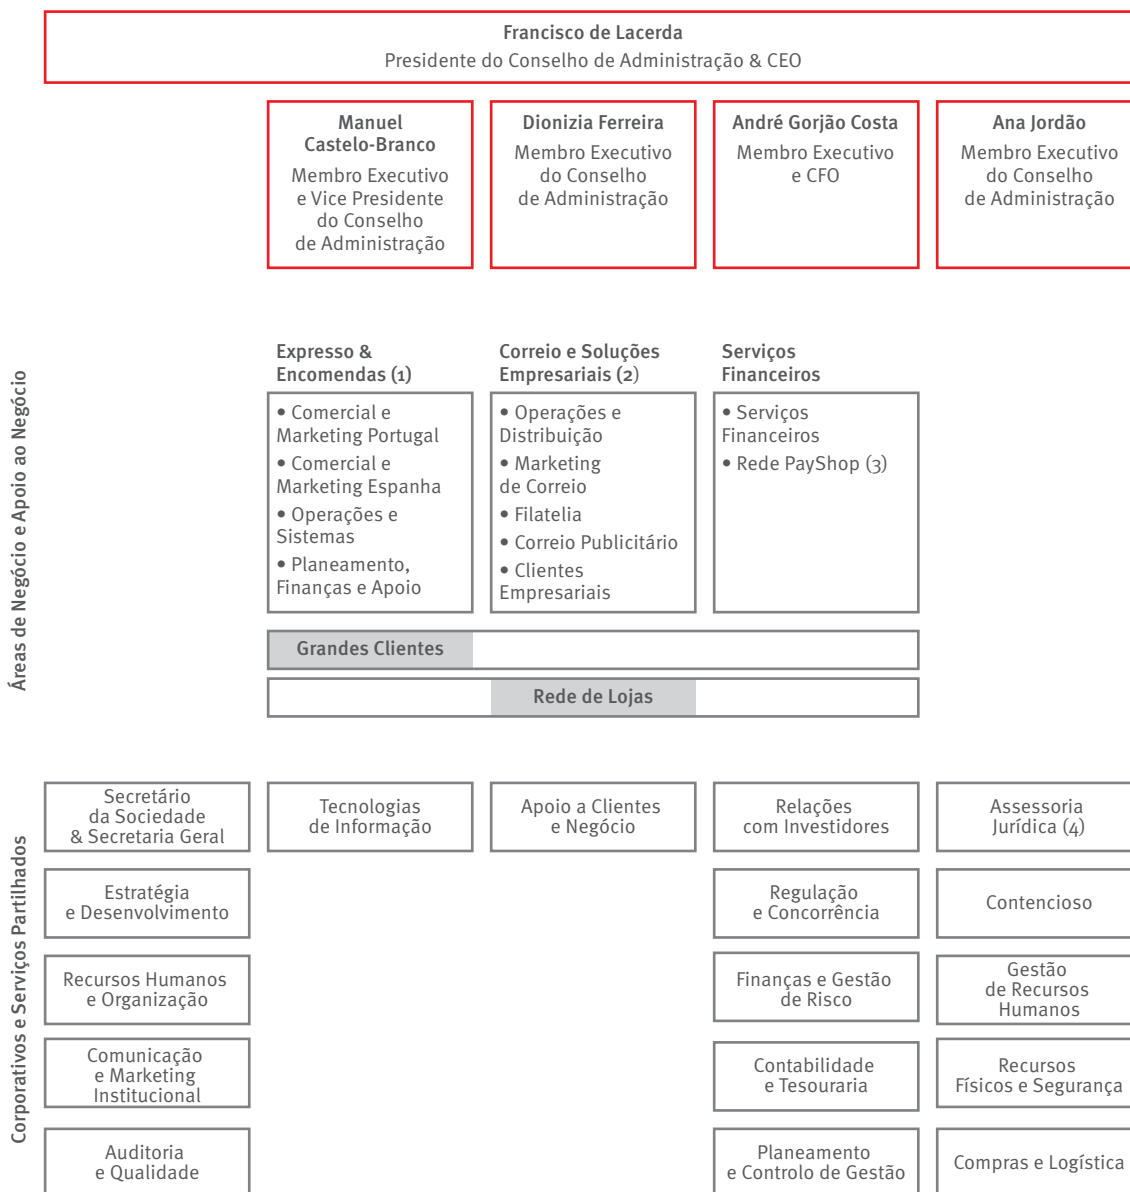 Francisco de Lacerda
Presidente do Conselho de Administração & CEO
Manuel
Castelo-Branco
Membro Executivo
e Vice Presidente
do Conselho
de Administração
Dionizia Ferreira
Membro Executivo
do Conselho
de Administração
André Gorjão Costa
Membro Executivo
e CFO
Ana Jordão
Membro Executivo
do Conselho
de Administração
Áreas de Negócio e Apoio ao Negócio
Expresso &
Encomendas (1)
• Comercial e
Marketing Portugal
• Comercial e
Marketing Espanha
• Operações e
Sistemas
• Planeamento,
Finanças e Apoio
Correio e Soluções
Empresariais (2)
• Operações e
Distribuição
• Marketing
de Correio
• Filatelia
• Correio Publicitário
• Clientes
Empresariais
Serviços
Financeiros
• Serviços
Financeiros
• Rede PayShop (3)
Grandes Clientes
Rede de Lojas
Corporativos e Serviços Partilhados
Secretário
da Sociedade
& Secretaria Geral
Estratégia
e Desenvolvimento
Recursos Humanos
e Organização
Comunicação
e Marketing
Institucional
Auditoria
e Qualidade
Tecnologias
de Informação
Apoio a Clientes
e Negócio
Relações
com Investidores
Regulação
e Concorrência
Finanças e Gestão
de Risco
Contabilidade
e Tesouraria
Planeamento
e Controlo de Gestão
Assessoria
Jurídica (4)
Contencioso
Gestão
de Recursos
Humanos
Recursos
Físicos e Segurança
Compras e Logística